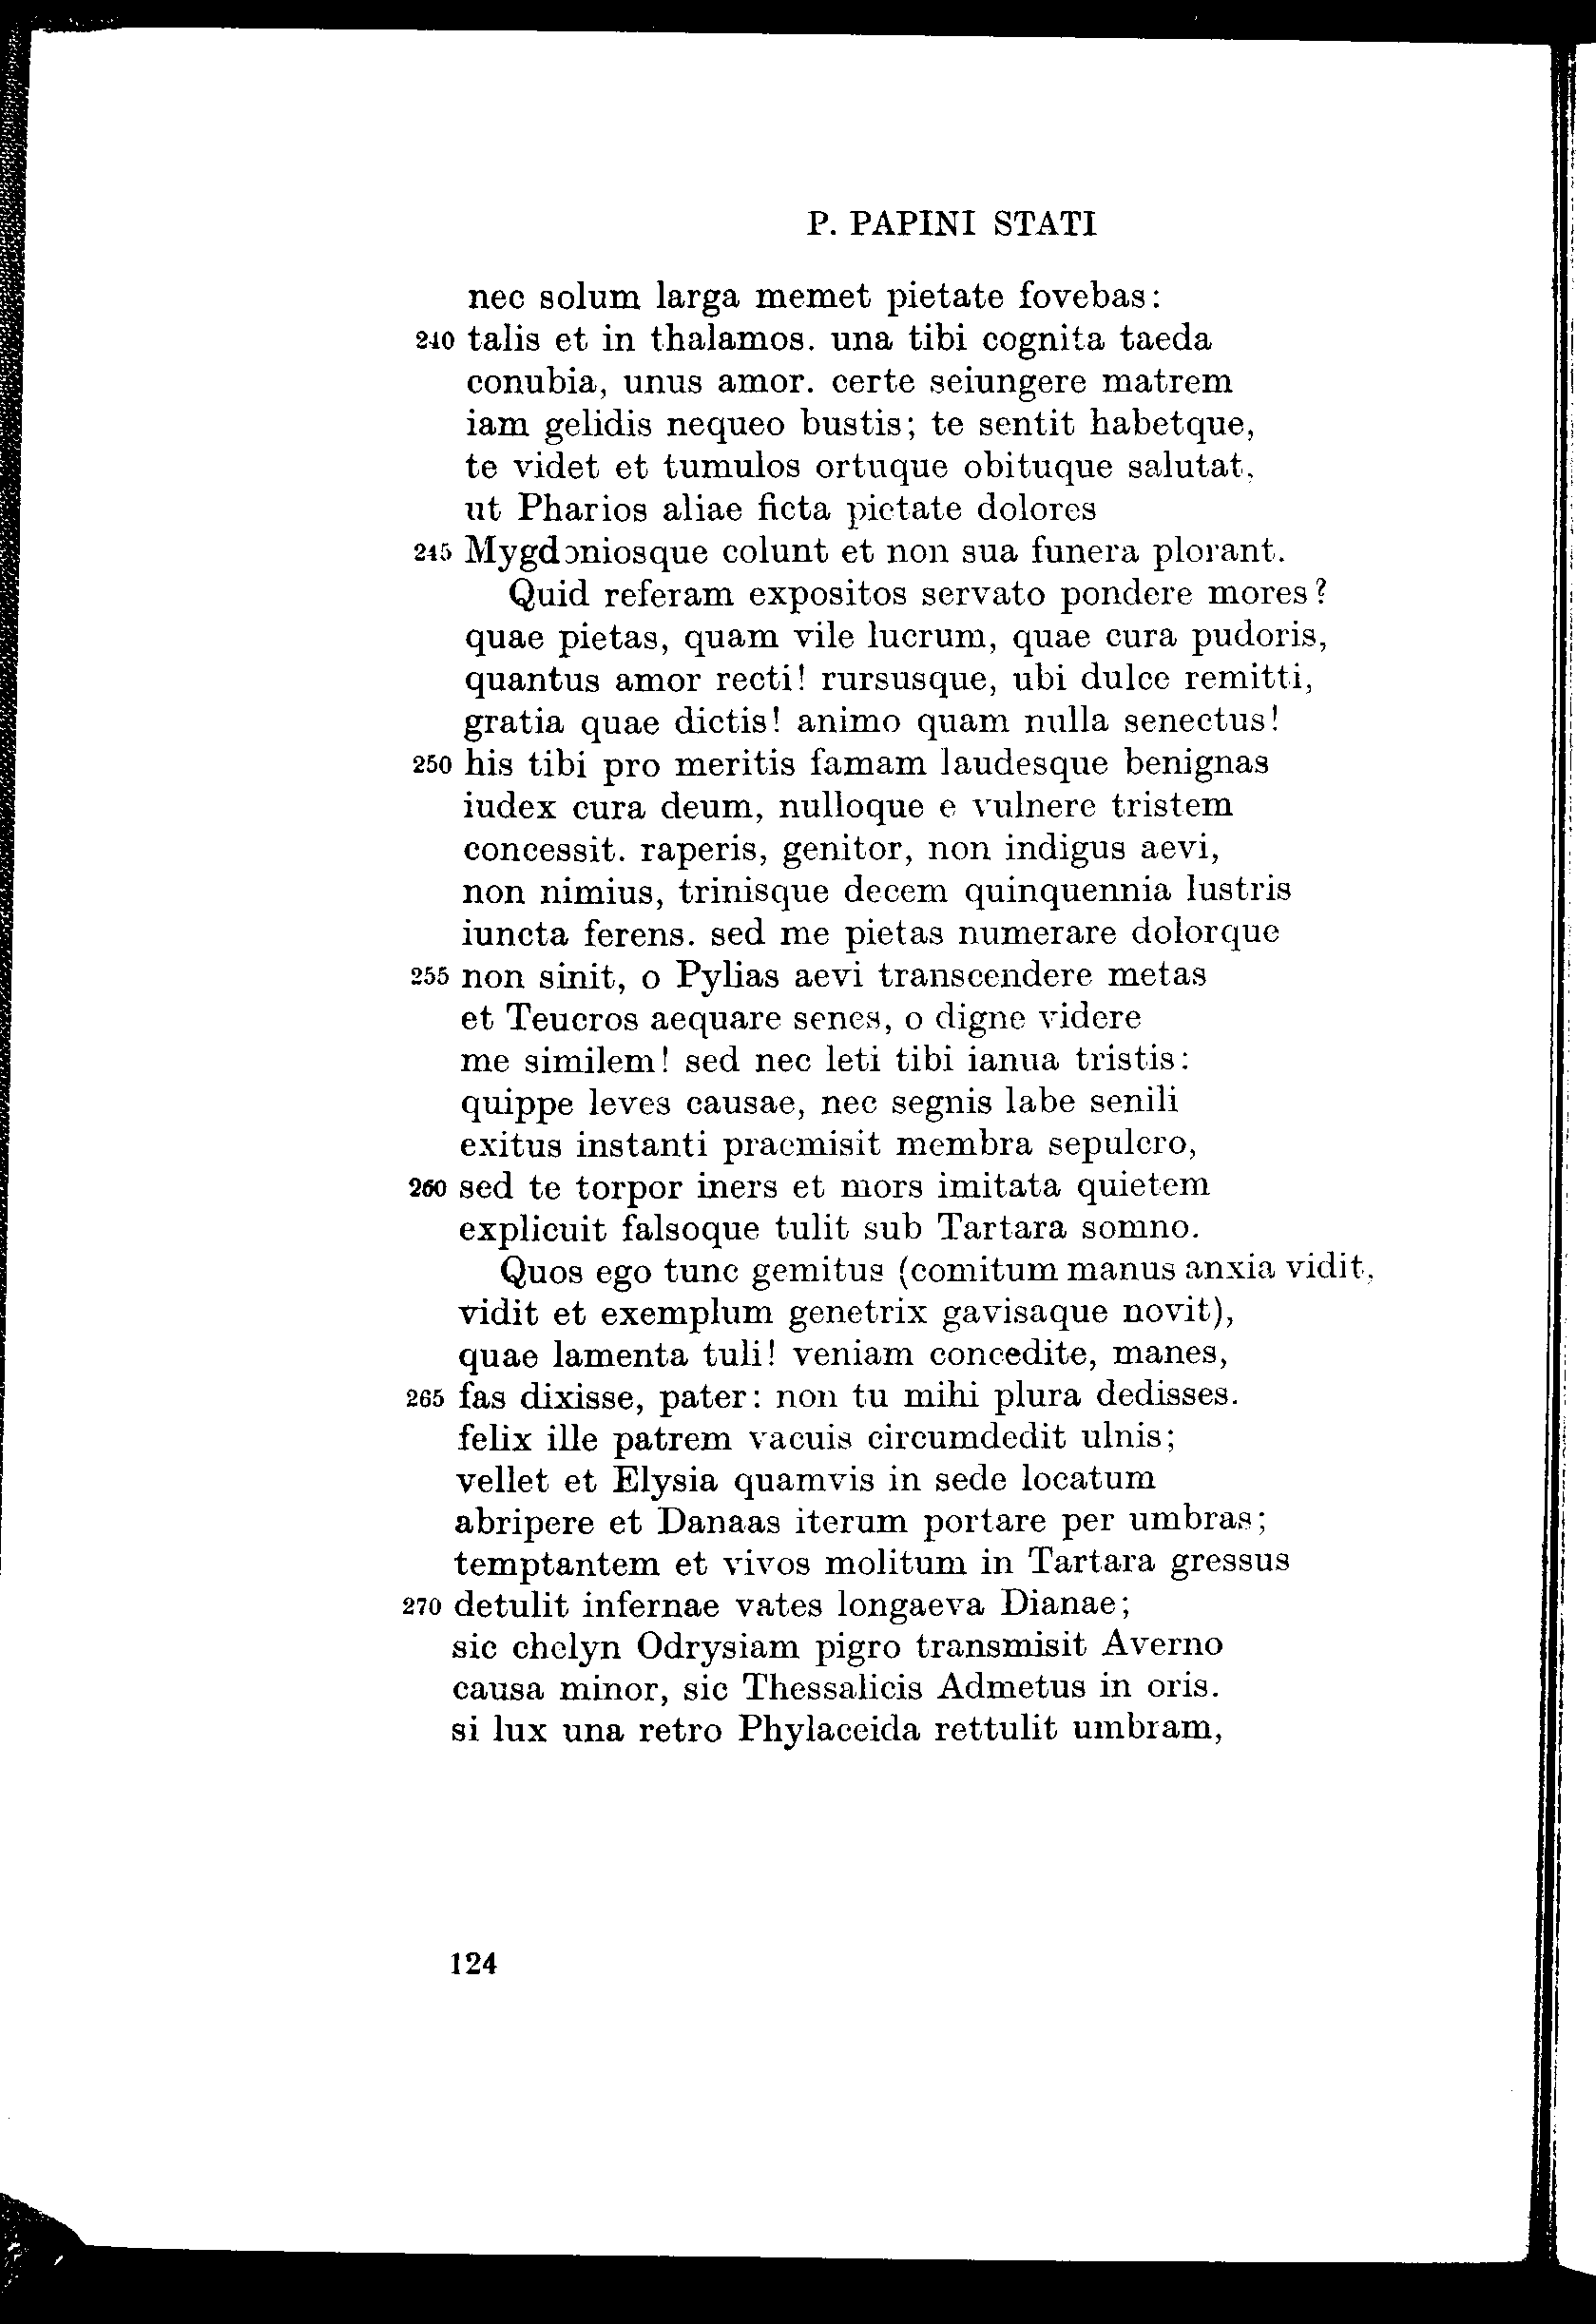 P. PAPINI STATI
nec solum larga memet pietate fovebas:
240 talis et in thalamos. una tibi cognita taeda
conubia, unus amor. certe seiungere matrem
iam gelidis nequeo bustis; te sentit habetque,
te videt et tumulos ortuque obituque salutat,
ut Pharios aliae ficta pietate dolores
245 Mygdoniosque colunt et non sua funera plorant.
Quid referam expositos servato pondere mores?
quae pietas, quam vile lucrum, quae cura pudoris,
quantus amor recti! rursusque, ubi dulce remitti,
gratia quae dictis! animo quam nulla senectus!
250 his tibi pro meritis famam laudesque benignas
iudex cura deum, nulloque e vulnere tristem
concessit. raperis, genitor, non indigus aevi,
non nimius, trinisque decem quinquennia lustris
iuncta ferens. sed me pietas numerare dolorque
255 non sinit, o Pylias aevi transcendere metas
et Teucros aequare senes, o digne videre
me similem! sed nec leti tibi ianua tristis:
quippe leves causae, nec segnis labe senili
exitus instanti praemisit membra sepulcro,
260 sed te torpor iners et mors imitata quietem
explicuit falsoque tulit sub Tartara somno.
Quos ego tunc gemitus (comitum manus anxia vidit,
vidit et exemplum genetrix gavisaque novit),
quae lamenta tuli! veniam concedite, manes,
265 fas dixisse, pater: non tu mihi plura dedisses.
felix ille patrem vacuis circumdedit ulnis;
vellet et Elysia quamvis in sede locatum
abripere et Danaas iterum portare per umbras;
temptantem et vivos molitum in Tartara gressus
270 detulit infernae vates longaeva Dianae;
sic chelyn Odrysiam pigro transmisit Averno
causa minor, sic Thessalicis Admetus in oris.
si lux una retro Phylaceida rettulit umbram,
124